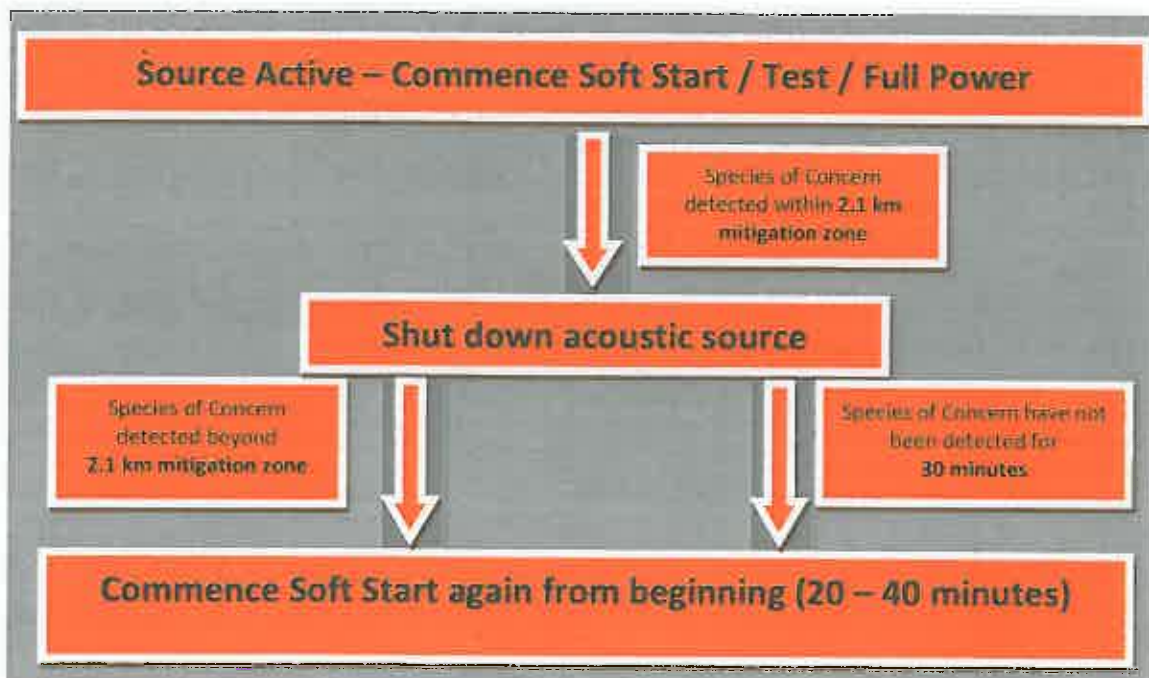 Source Active – Commence Soft Start / Test / Full Power
Species of Concern
detected within 2.1 km
mitigation zone
Shut down acoustic source
Species of Concern
detected beyond
2.1 km mitigation zone
Species of Concern have not
been detected for
30 minutes
Commence Soft Start again from beginning (20 – 40 minutes)